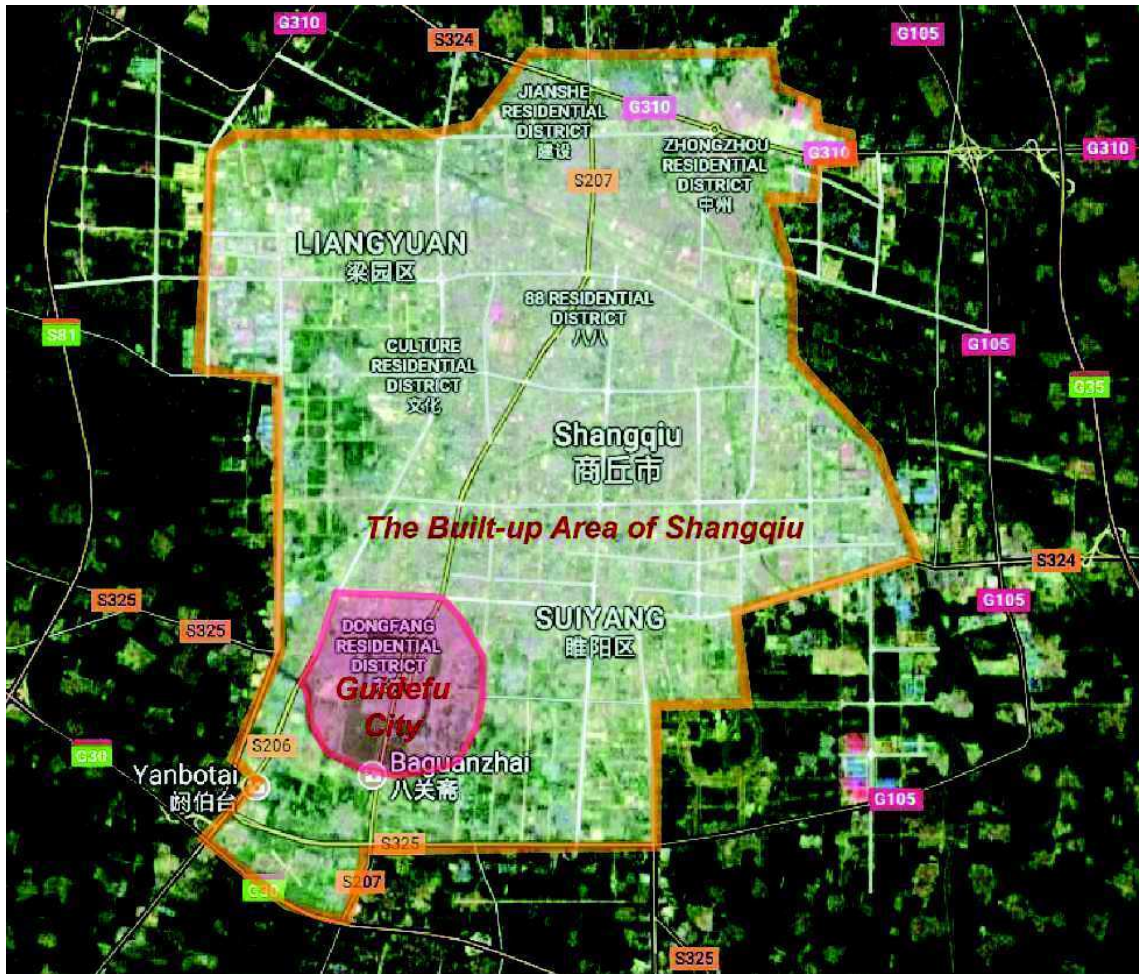 G310
S324
G105
JIANSHE
RESIDENTIAL
DISTRICT
建设
G310
ZHONGZHOU
RESIDENTIAL
DISTRICT
中州
G310
G310
S207
LIANGYUAN
梁园区
88 RESIDENTIAL
DISTRICT
八八
S81
CULTURE
RESIDENTIAL
DISTRICT
文化
G105
G35
Shangqiu
商丘市
The Built-up Area of Shangqiu
S324
S325
S325
G105
DONGFANG
RESIDENTIAL
DISTRICT
SUIYANG
睢阳区
Guidefu
City
S206
G30
Yanbotai
阏伯台
Baguanzhai
八关斋
G105
S325
G30
S207
S325